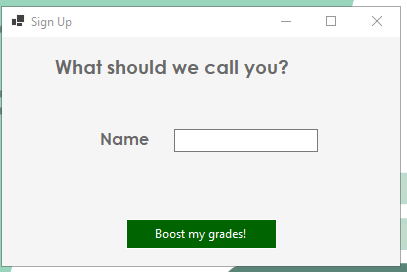 Sign Up
What should we call you?
Name
Boost my grades!